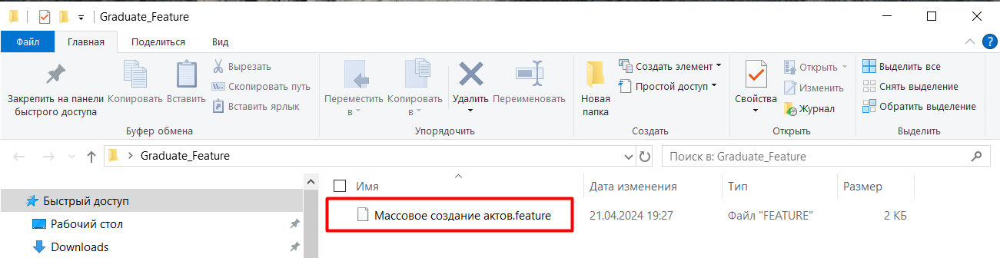 Graduate_Feature
Файл Главная Поделиться Вид
Закрепить на панели быстрого доступа
Копировать
Вставить
Вырезать
Скопировать путь
Вставить ярлык
Буфер обмена
Переместить в
Копировать в
Удалить
Переименовать
Упорядочить
Новая папка
Создать элемент
Простой доступ
Создать
Свойства
Открыть
Изменить
Журнал
Открыть
Выделить все
Снять выделение
Обратить выделение
Выделить
Graduate_Feature
Поиск в: Graduate_Feature
Быстрый доступ
Рабочий стол
Downloads
Имя Дата изменения Тип Размер
Массовое создание актов.feature 21.04.2024 19:27 Файл "FEATURE" 2 КБ